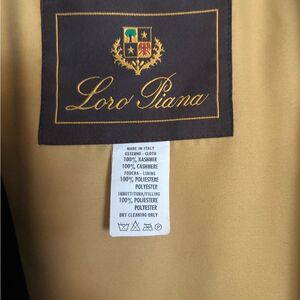 Loro Piana
MADE IN ITALY
ESTERNO - CLOTH
100% KASHMIR
100% CASHMERE
FODERA - LINING
100% POLIESTERE
POLYESTER
IMBOTTITURA/FILLING
100% POLIESTERE
POLYESTER
DRY CLEANING ONLY
P